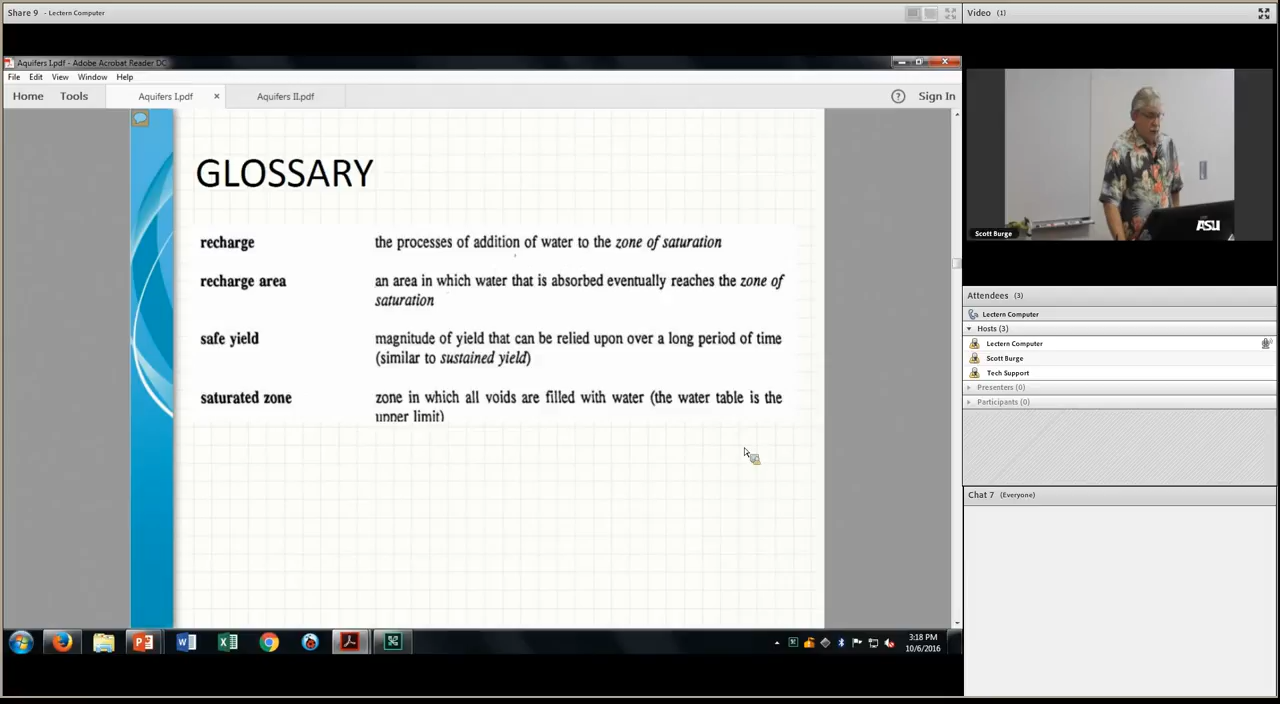 Share 9 - Lectern Computer
Video (1)
Aquifers I.pdf - Adobe Acrobat Reader DC
File Edit View Window Help
Home Tools Aquifers I.pdf × Aquifers II.pdf ? Sign In
GLOSSARY
recharge the processes of addition of water to the zone of saturation
recharge area an area in which water that is absorbed eventually reaches the zone of
saturation
safe yield magnitude of yield that can be relied upon over a long period of time
(similar to sustained yield)
saturated zone zone in which all voids are filled with water (the water table is the
upper limit)
3:18 PM
10/6/2016
ASU
Scott Burge
Attendees (3)
Lectern Computer
Hosts (3)
Lectern Computer
Scott Burge
Tech Support
Presenters (0)
Participants (0)
Chat 7 (Everyone)